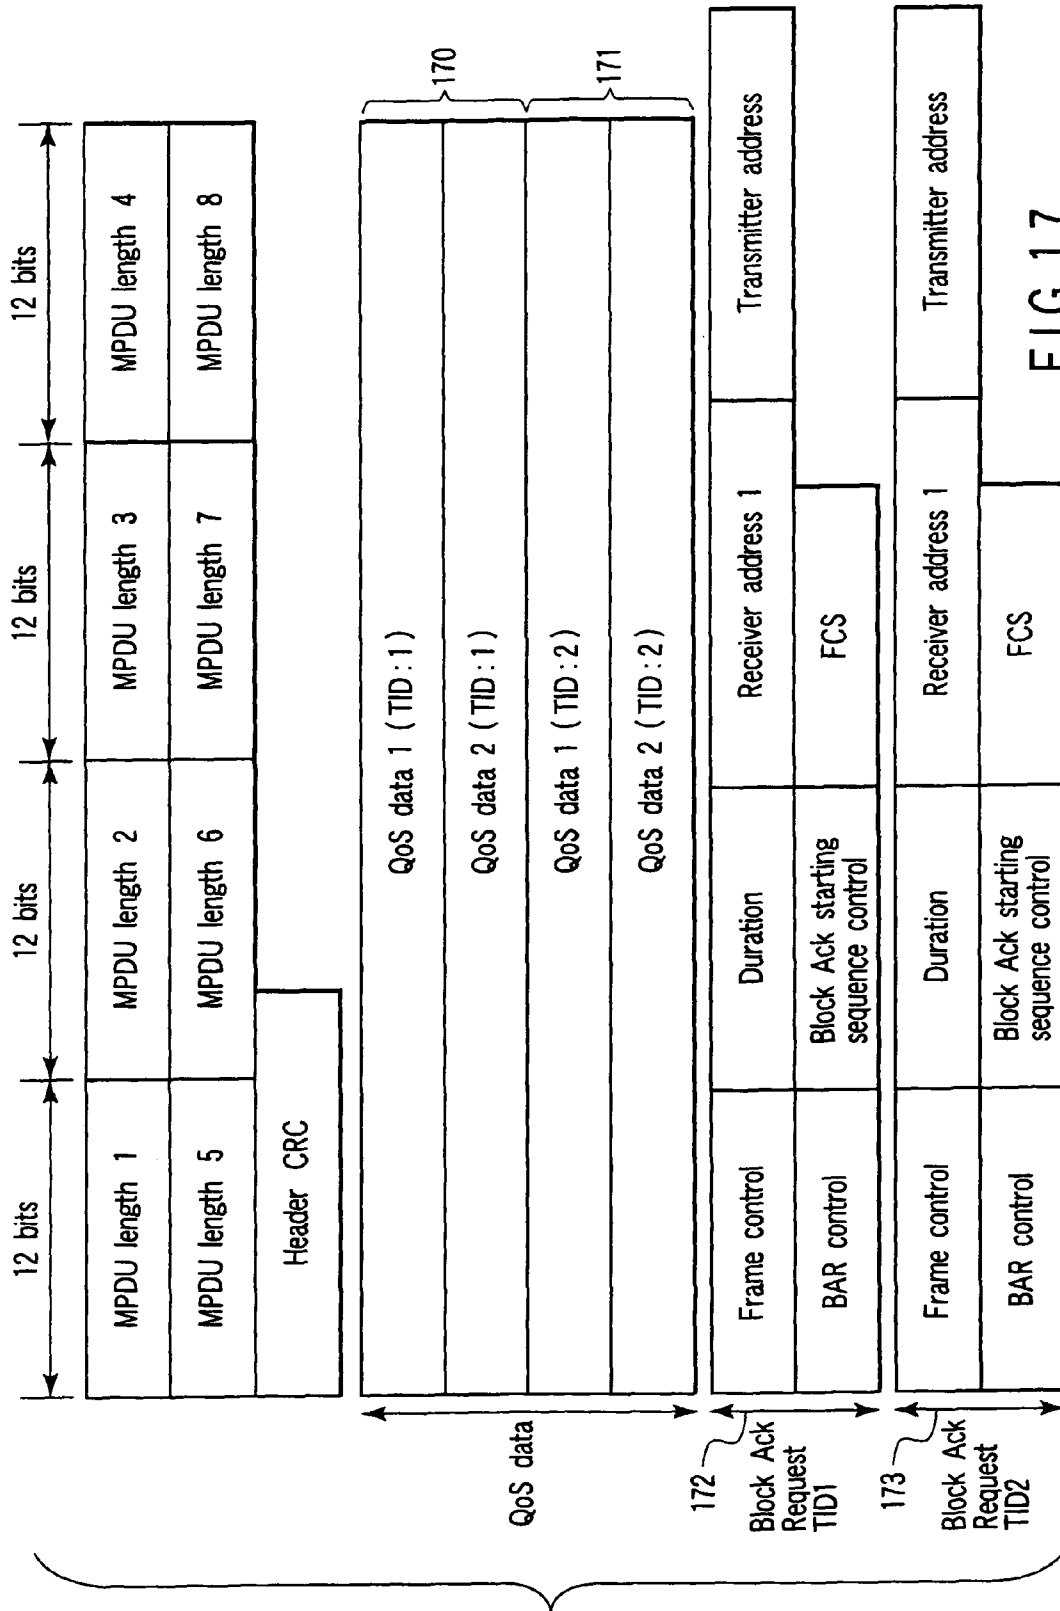 12 bits 12 bits 12 bits 12 bits
MPDU length 1 MPDU length 2 MPDU length 3 MPDU length 4
MPDU length 5 MPDU length 6 MPDU length 7 MPDU length 8
Header CRC
QoS data
QoS data 1 (TID:1)
QoS data 2 (TID:1)
170
QoS data 1 (TID:2)
QoS data 2 (TID:2)
171
172
Block Ack
Request
TID1
Frame control Duration Receiver address 1 Transmitter address
BAR control Block Ack starting
sequence control FCS
173
Block Ack
Request
TID2
Frame control Duration Receiver address 1 Transmitter address
BAR control Block Ack starting
sequence control FCS
FIG. 17